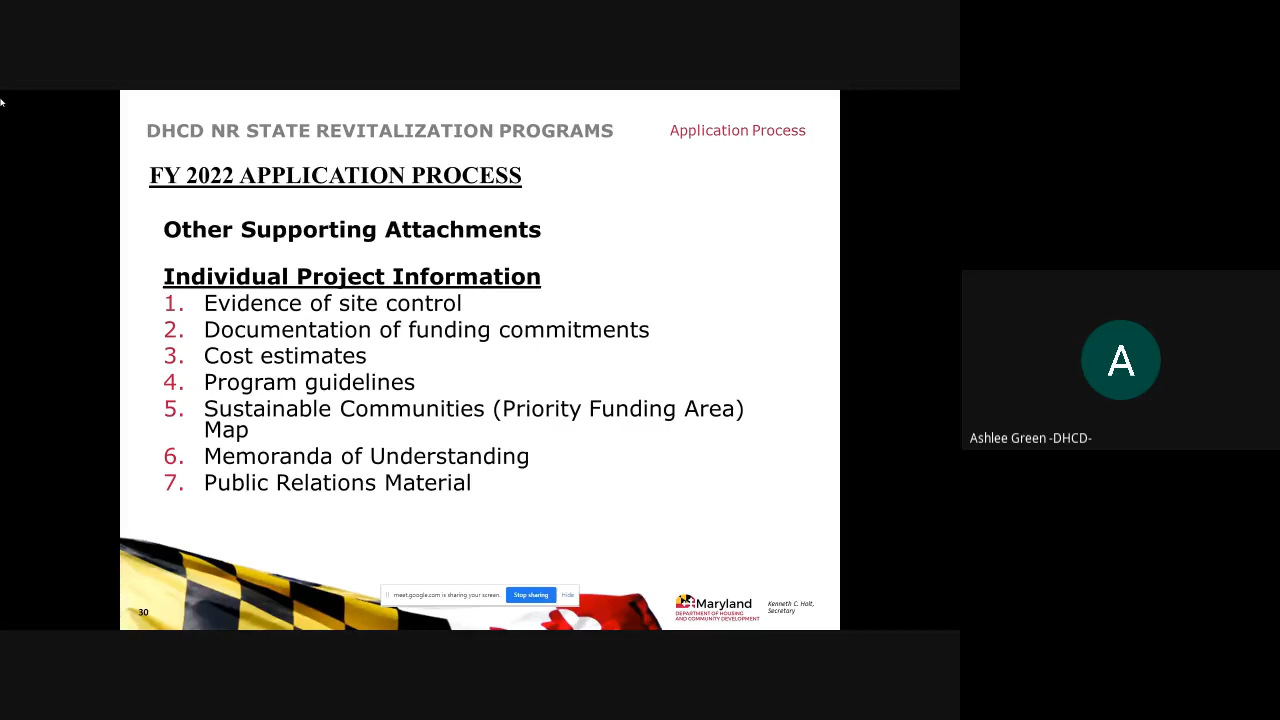 DHCD NR STATE REVITALIZATION PROGRAMS
Application Process
FY 2022 APPLICATION PROCESS
Other Supporting Attachments
Individual Project Information
1. Evidence of site control
2. Documentation of funding commitments
3. Cost estimates
4. Program guidelines
5. Sustainable Communities (Priority Funding Area)
Map
6. Memoranda of Understanding
7. Public Relations Material
A
Ashlee Green -DHCD-
meet.google.com is sharing your screen.
Stop sharing
Hide
30
Maryland
DEPARTMENT OF HOUSING
AND COMMUNITY DEVELOPMENT
Kenneth C. Holt,
Secretary